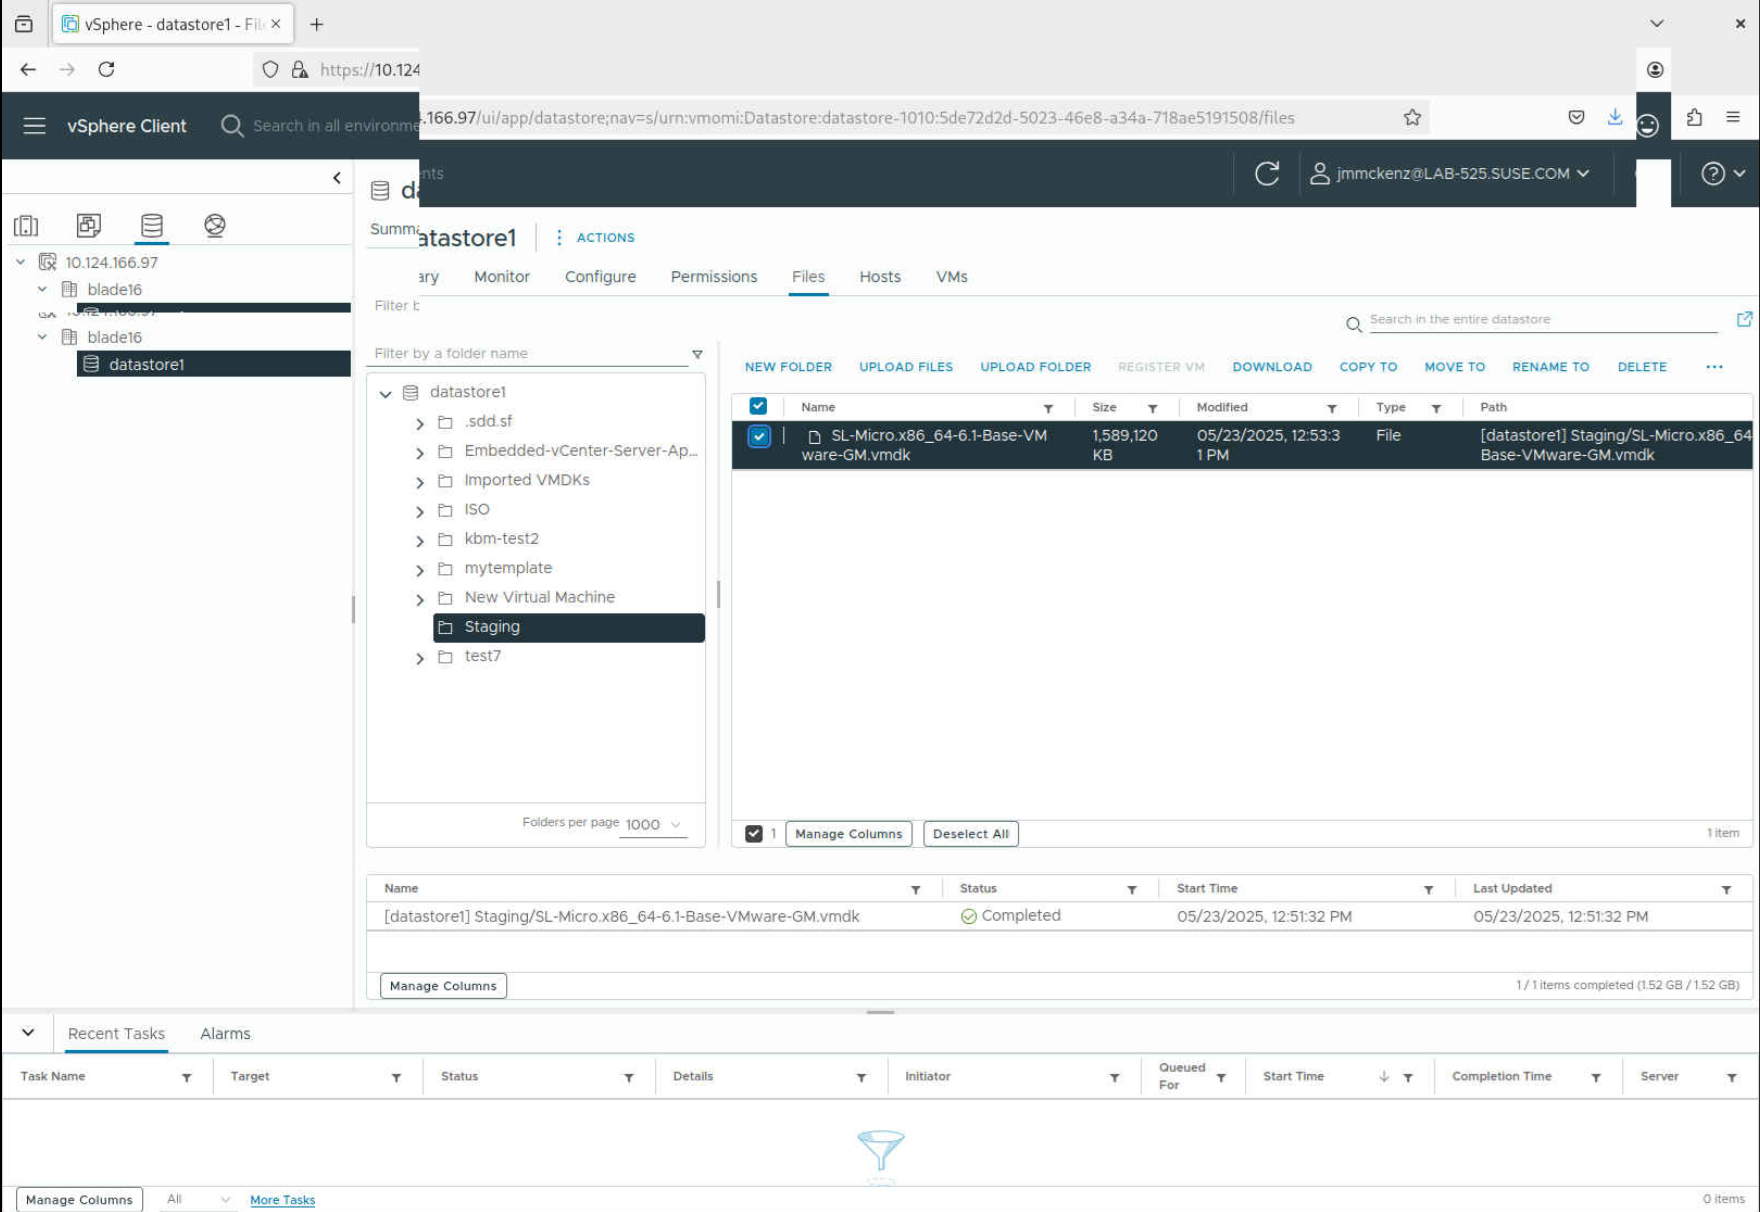 vSphere - datastore1 - Fil
https://10.124
.166.97/ui/app/datastore;nav=s/urn:vmomi:Datastore:datastore-1010:5de72d2d-5023-46e8-a34a-718ae5191508/files
vSphere Client
Search in all environme
nts
jmmckenz@LAB-525.SUSE.COM
Summa
atastore1
ACTIONS
ary Monitor Configure Permissions Files Hosts VMs
10.124.166.97
blade16
blade16
datastore1
Filter b
Search in the entire datastore
Filter by a folder name
datastore1
.sdd.sf
Embedded-vCenter-Server-Ap...
Imported VMDKs
ISO
kbm-test2
mytemplate
New Virtual Machine
Staging
test7
Folders per page 1000
NEW FOLDER UPLOAD FILES UPLOAD FOLDER REGISTER VM DOWNLOAD COPY TO MOVE TO RENAME TO DELETE ...
Name Size Modified Type Path
SL-Micro.x86_64-6.1-Base-VM 1,589,120 05/23/2025, 12:53:3 File [datastore1] Staging/SL-Micro.x86_64
ware-GM.vmdk KB 1 PM Base-VMware-GM.vmdk
1 Manage Columns Deselect All 1 item
Name Status Start Time Last Updated
[datastore1] Staging/SL-Micro.x86_64-6.1-Base-VMware-GM.vmdk Completed 05/23/2025, 12:51:32 PM 05/23/2025, 12:51:32 PM
Manage Columns 1 / 1 items completed (1.52 GB / 1.52 GB)
Recent Tasks Alarms
Task Name Target Status Details Initiator Queued For Start Time Completion Time Server
Manage Columns All More Tasks 0 items